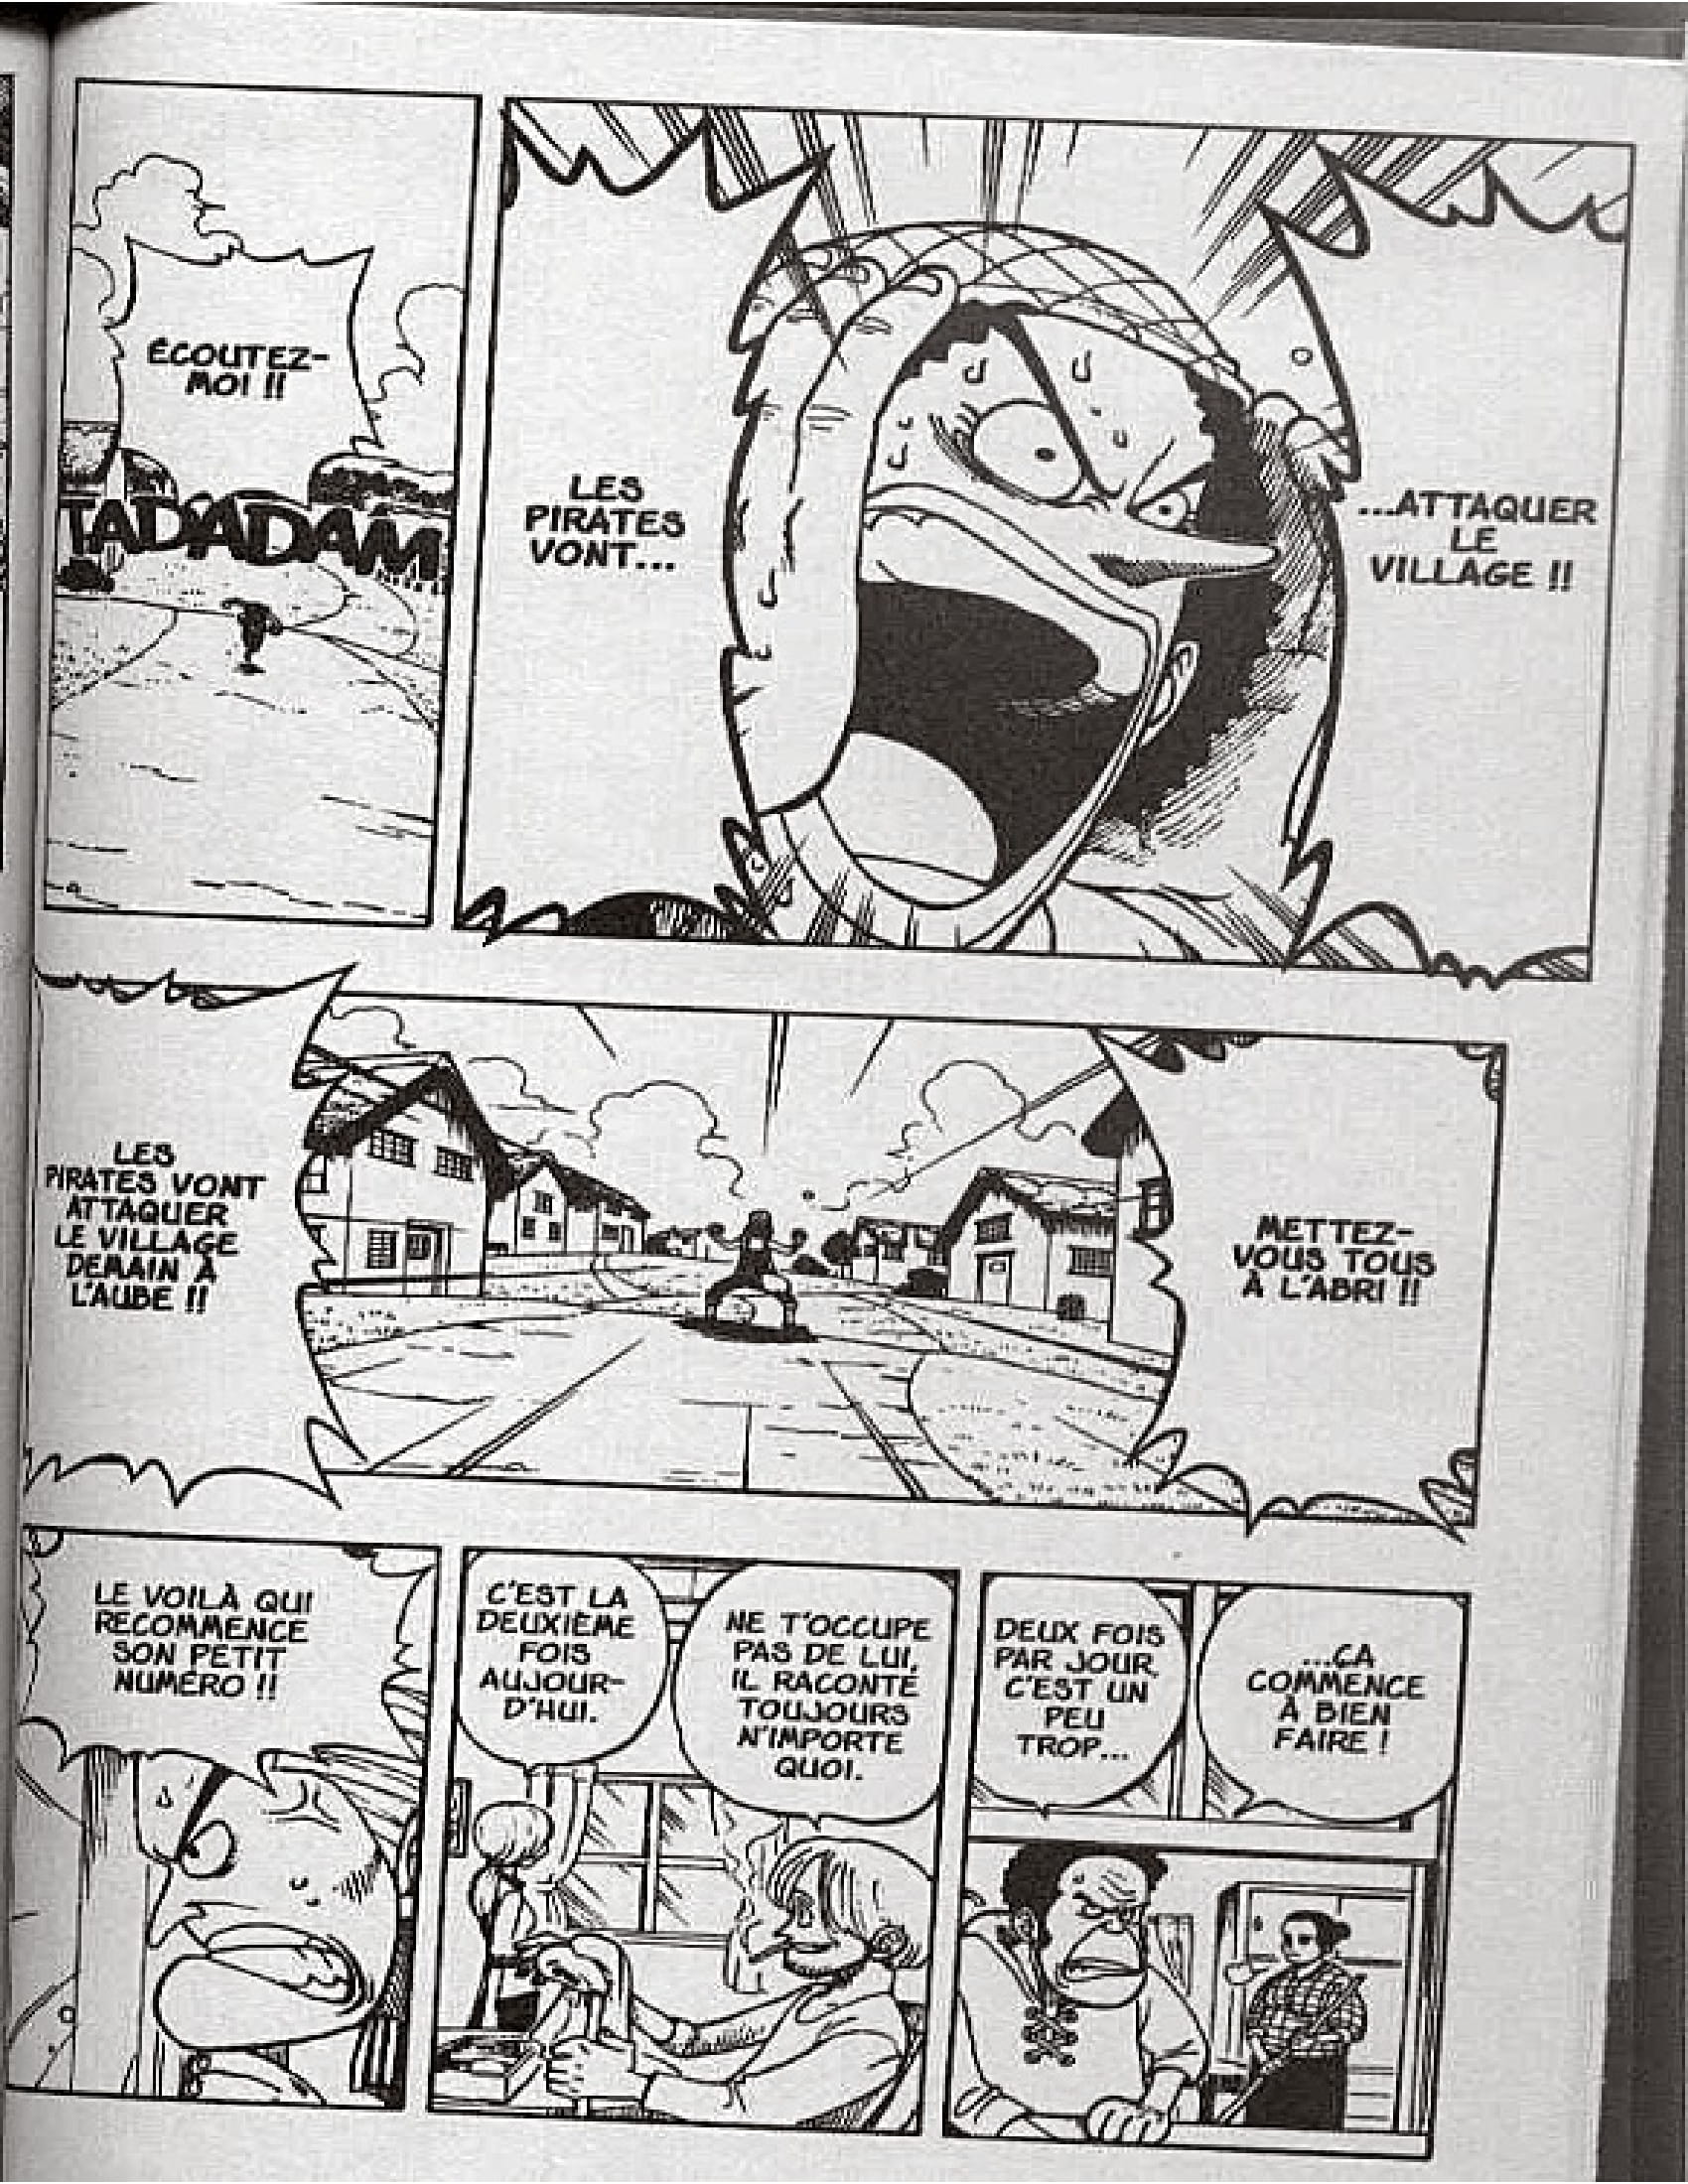 ÉCOUTEZ-
MOI !!
TADADAM
LES
PIRATES
VONT...
...ATTAQUER
LE
VILLAGE !!
LES
PIRATES VONT
ATTAQUER
LE VILLAGE
DEMAIN À
L'AUBE !!
METTEZ-
VOUS TOUS
À L'ABRI !!
LE VOILÀ QUI
RECOMMENCE
SON PETIT
NUMÉRO !!
C'EST LA
DEUXIÈME
FOIS
AUJOUR-
D'HUI.
NE T'OCCUPE
PAS DE LUI,
IL RACONTE
TOUJOURS
N'IMPORTE
QUOI.
DEUX FOIS
PAR JOUR,
C'EST UN
PEU
TROP...
...ÇA
COMMENCE
À BIEN
FAIRE !